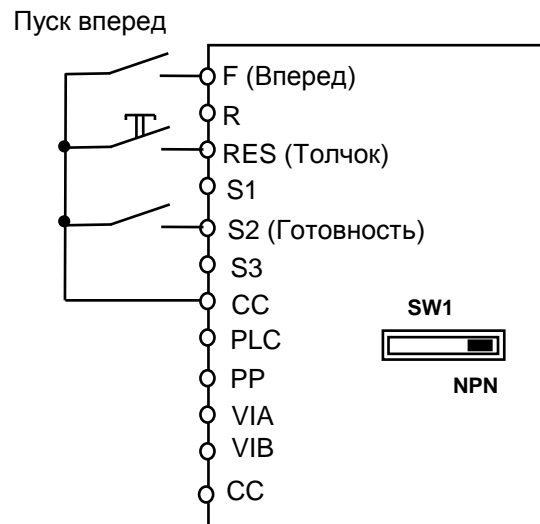 Пуск вперед
F (Вперед)
R
RES (Толчок)
S1
S2 (Готовность)
S3
CC
SW1
PLC
PP
NPN
VIA
VIB
CC